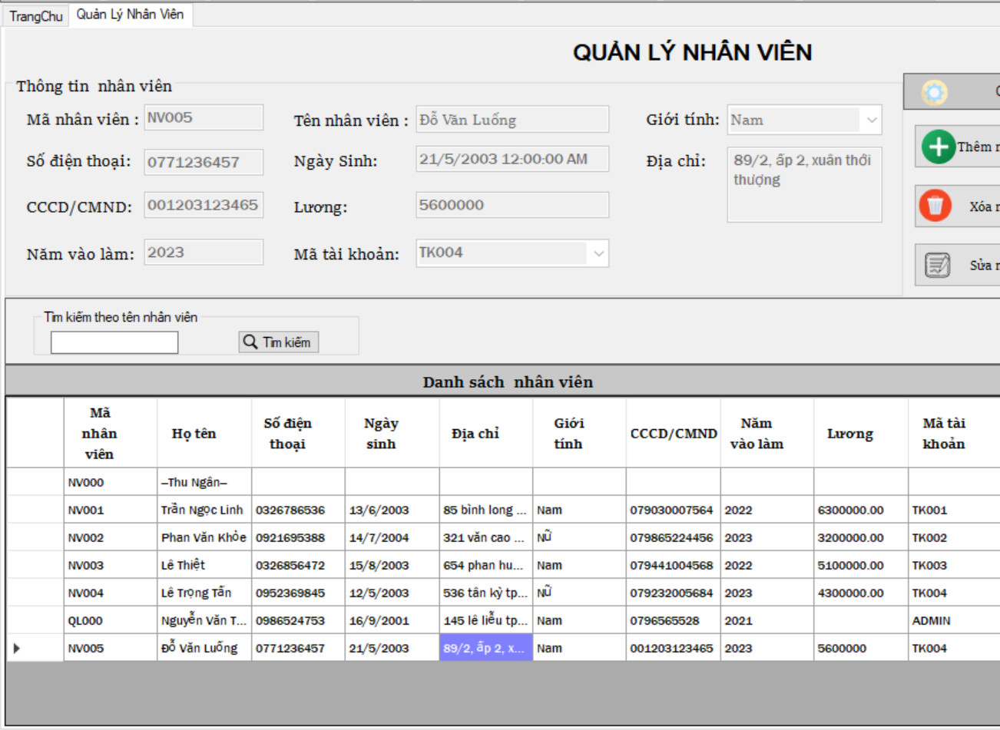 TrangChu Quản Lý Nhân Viên
QUẢN LÝ NHÂN VIÊN
Thông tin nhân viên
Mã nhân viên : NV005 Tên nhân viên : Đỗ Văn Luống Giới tính: Nam
Số điện thoại: 0771236457 Ngày Sinh: 21/5/2003 12:00:00 AM Địa chỉ: 89/2, ấp 2, xuân thới
thượng
CCCD/CMND: 001203123465 Lương: 5600000
Năm vào làm: 2023 Mã tài khoản: TK004
Thêm
Xóa
Sửa
Tìm kiếm theo tên nhân viên
Tìm kiếm
Danh sách nhân viên
Mã nhân viên Họ tên Số điện thoại Ngày sinh Địa chỉ Giới tính CCCD/CMND Năm vào làm Lương Mã tài khoản
NV000 --Thu Ngân--
NV001 Trần Ngọc Linh 0326786536 13/6/2003 85 bình long ... Nam 079030007564 2022 6300000.00 TK001
NV002 Phan Văn Khỏe 0921695388 14/7/2004 321 văn cao ... Nữ 079865224456 2023 3200000.00 TK002
NV003 Lê Thiệt 0326856472 15/8/2003 654 phan hu... Nam 079441004568 2022 5100000.00 TK003
NV004 Lê Trọng Tấn 0952369845 12/5/2003 536 tân kỳ tp... Nữ 079232005684 2023 4300000.00 TK004
QL000 Nguyễn Văn T... 0986524753 16/9/2001 145 lê liễu tp... Nam 0796565528 2021 ADMIN
NV005 Đỗ Văn Luống 0771236457 21/5/2003 89/2, ấp 2, x... Nam 001203123465 2023 5600000 TK004